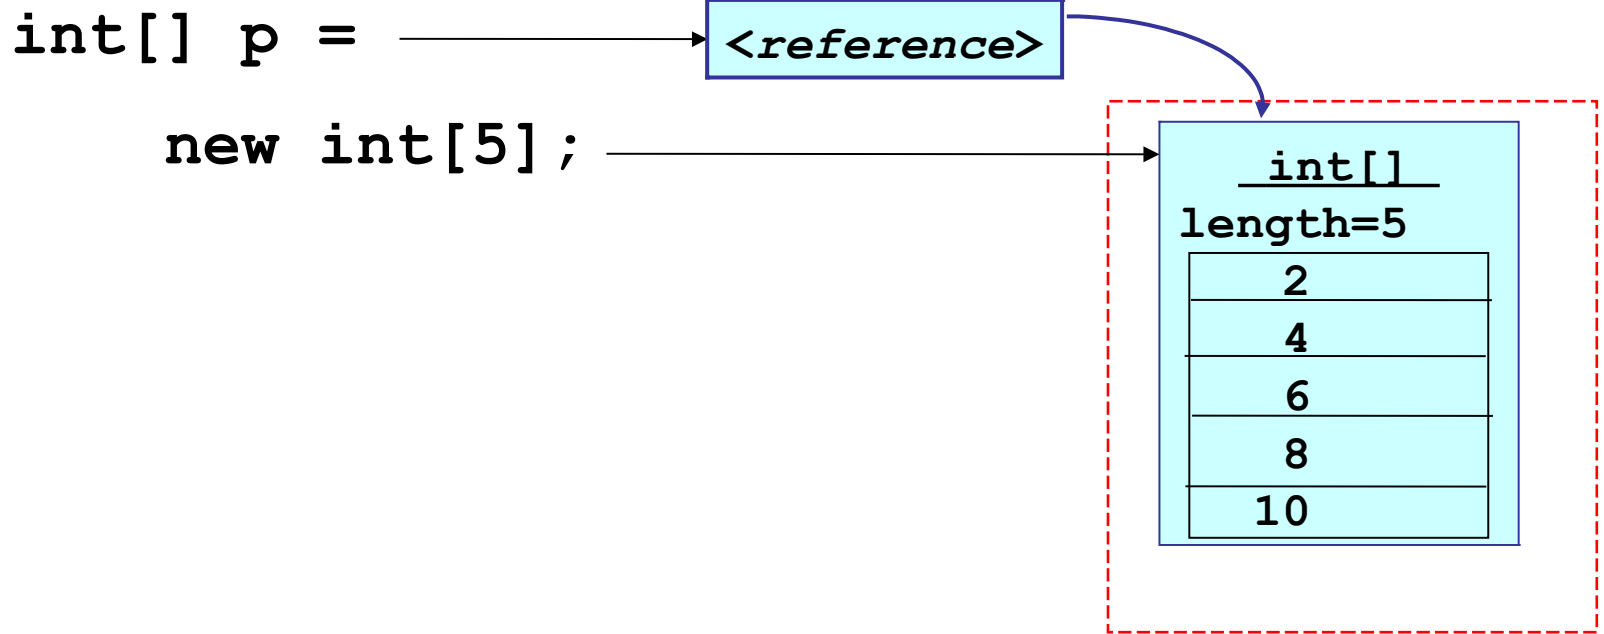 int[] p =
<reference>
new int[5];
int[]
length=5
2
4
6
8
10